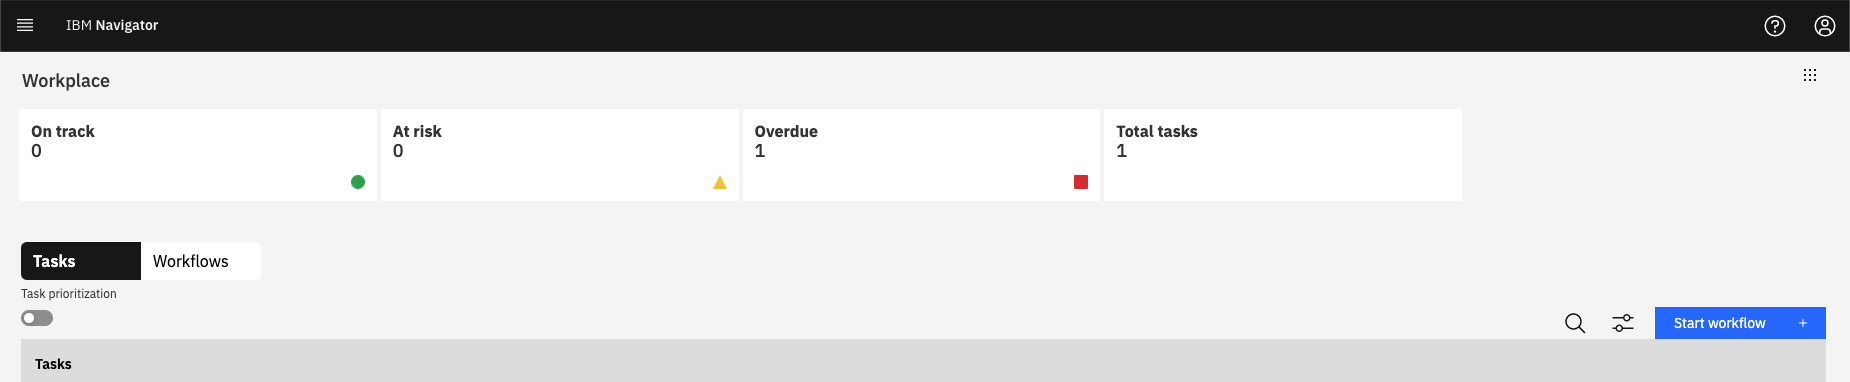 IBM Navigator
Workplace
On track
0
At risk
0
Overdue
1
Total tasks
1
Tasks
Workflows
Task prioritization
Start workflow +
Tasks